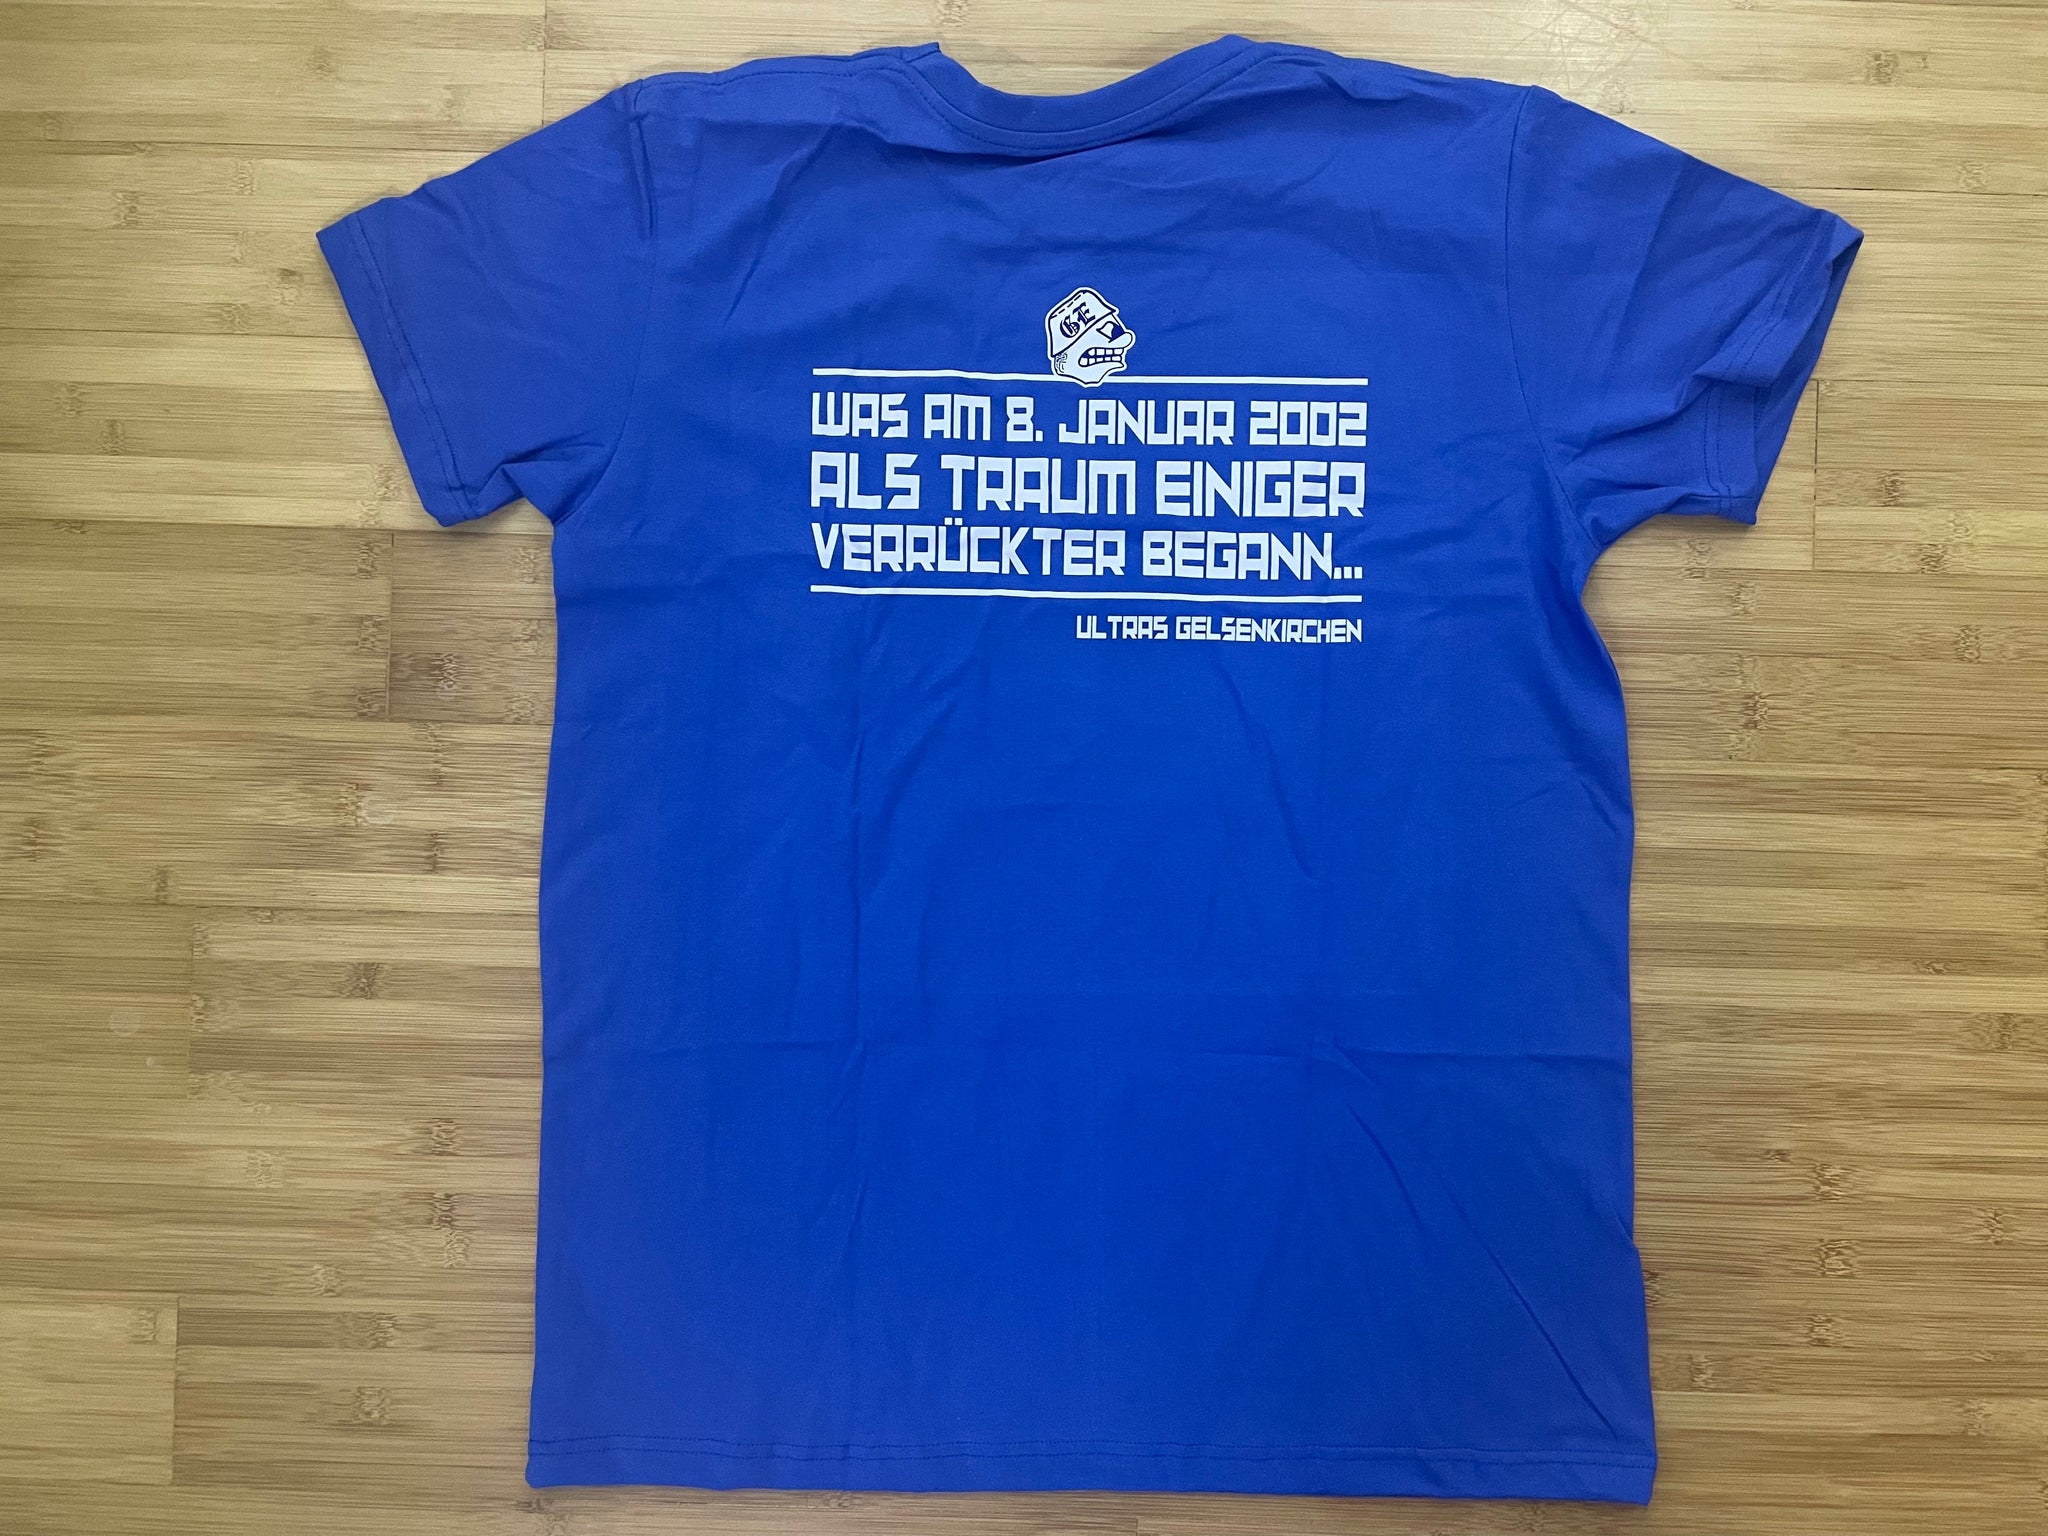 GE
WAS AM 8. JANUAR 2002
ALS TRAUM EINIGER
VERRÜCKTER BEGANN...
ULTRAS GELSENKIRCHEN